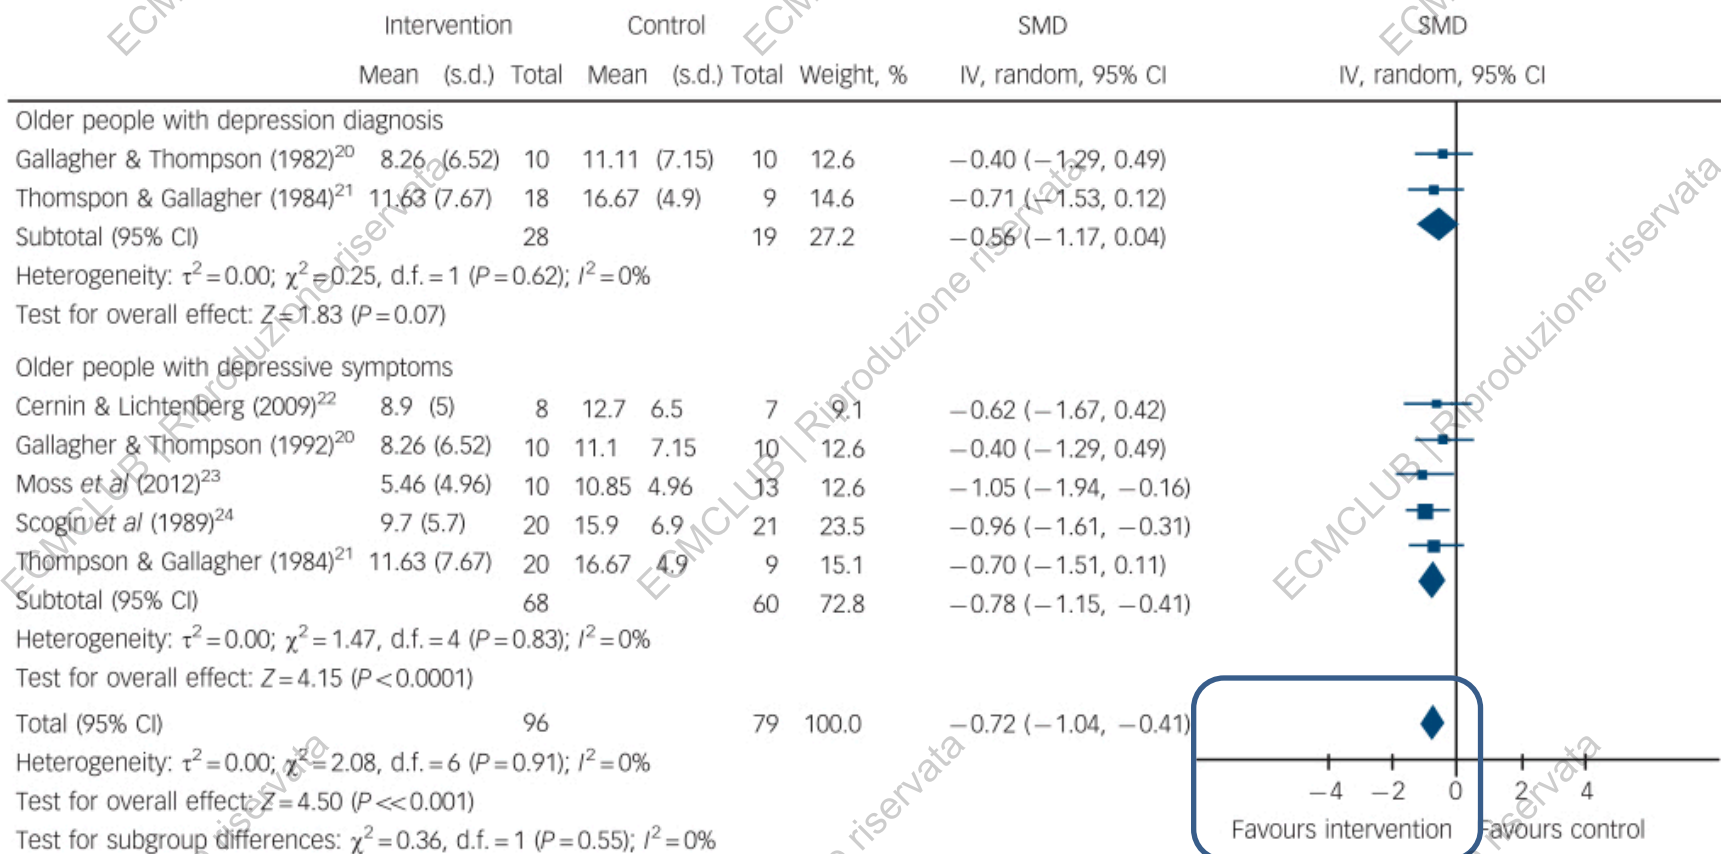 Intervention Control SMD SMD
Mean (s.d.) Total Mean (s.d.) Total Weight, % IV, random, 95% CI IV, random, 95% CI
Older people with depression diagnosis
Gallagher & Thompson (1982)20 8.26 (6.52) 10 11.11 (7.15) 10 12.6 −0.40 (−1.29, 0.49)
Thomspon & Gallagher (1984)21 11.63 (7.67) 18 16.67 (4.9) 9 14.6 −0.71 (−1.53, 0.12)
Subtotal (95% CI) 28 19 27.2 −0.56 (−1.17, 0.04)
Heterogeneity: τ2=0.00; χ2=0.25, d.f.=1 (P=0.62); I2=0%
Test for overall effect: Z=1.83 (P=0.07)
Older people with depressive symptoms
Cernin & Lichtenberg (2009)22 8.9 (5) 8 12.7 6.5 7 9.1 −0.62 (−1.67, 0.42)
Gallagher & Thompson (1992)20 8.26 (6.52) 10 11.1 7.15 10 12.6 −0.40 (−1.29, 0.49)
Moss et al (2012)23 5.46 (4.96) 10 10.85 4.96 13 12.6 −1.05 (−1.94, −0.16)
Scogin et al (1989)24 9.7 (5.7) 20 15.9 6.9 21 23.5 −0.96 (−1.61, −0.31)
Thompson & Gallagher (1984)21 11.63 (7.67) 20 16.67 4.9 9 15.1 −0.70 (−1.51, 0.11)
Subtotal (95% CI) 68 60 72.8 −0.78 (−1.15, −0.41)
Heterogeneity: τ2=0.00; χ2=1.47, d.f.=4 (P=0.83); I2=0%
Test for overall effect: Z=4.15 (P<0.0001)
Total (95% CI) 96 79 100.0 −0.72 (−1.04, −0.41)
Heterogeneity: τ2=0.00; χ2=2.08, d.f.=6 (P=0.91); I2=0%
Test for overall effect: Z=4.50 (P<<0.001)
Test for subgroup differences: χ2=0.36, d.f.=1 (P=0.55); I2=0%
−4 −2 0 2 4
Favours intervention Favours control
ECMCLUB | Riproduzione riservata
ECMCLUB | Riproduzione riservata
ECMCLUB | Riproduzione riservata
ECM
ECM
ECM
riservata
riservata
riservata